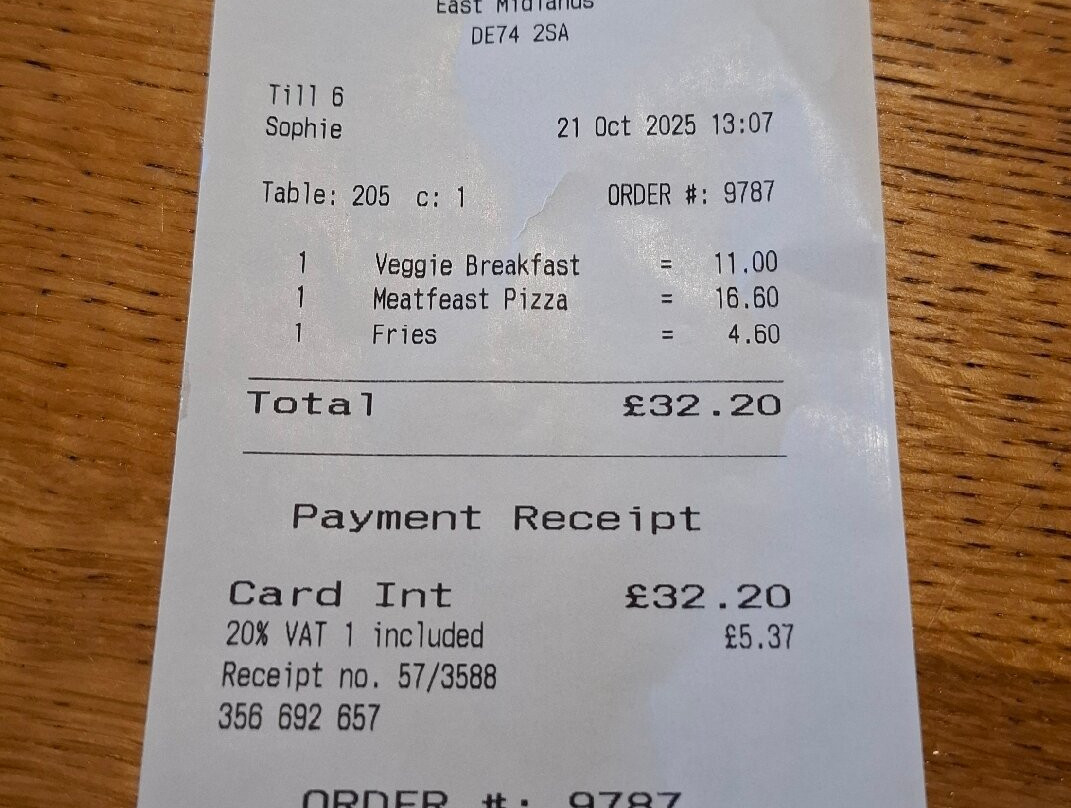 East Midlands
DE74 2SA
Till 6
Sophie 21 Oct 2025 13:07
Table: 205 c: 1 ORDER #: 9787
1 Veggie Breakfast = 11.00
1 Meatfeast Pizza = 16.60
1 Fries = 4.60
Total £32.20
Payment Receipt
Card Int £32.20
20% VAT 1 included £5.37
Receipt no. 57/3588
356 692 657
ORDER #: 9787